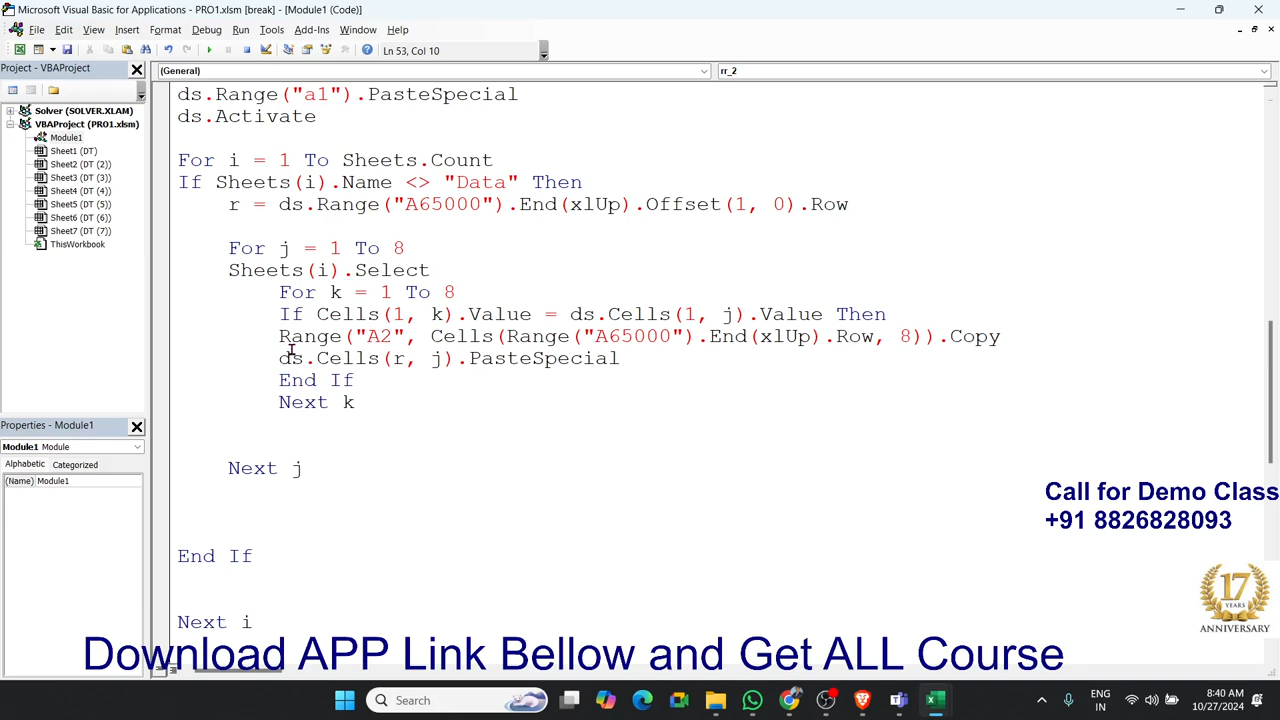 Microsoft Visual Basic for Applications - PRO1.xlsm [break] - [Module1 (Code)]
File Edit View Insert Format Debug Run Tools Add-Ins Window Help
Ln 53, Col 10
Project - VBAProject
(General)
rr_2
Solver (SOLVER.XLAM)
VBAProject (PRO1.xlsm)
Module1
Sheet1 (DT)
Sheet2 (DT (2))
Sheet3 (DT (3))
Sheet4 (DT (4))
Sheet5 (DT (5))
Sheet6 (DT (6))
Sheet7 (DT (7))
ThisWorkbook
Properties - Module1
Module1 Module
Alphabetic Categorized
(Name) Module1
ds.Range("a1").PasteSpecial
ds.Activate
For i = 1 To Sheets.Count
If Sheets(i).Name <> "Data" Then
r = ds.Range("A65000").End(xlUp).Offset(1, 0).Row
For j = 1 To 8
Sheets(i).Select
For k = 1 To 8
If Cells(1, k).Value = ds.Cells(1, j).Value Then
Range("A2", Cells(Range("A65000").End(xlUp).Row, 8)).Copy
ds.Cells(r, j).PasteSpecial
End If
Next k
Next j
End If
Next i
Call for Demo Class
+91 8826828093
17
YEARS
ANNIVERSARY
Download APP Link Bellow and Get ALL Course
Search
ENG
IN
8:40 AM
10/27/2024